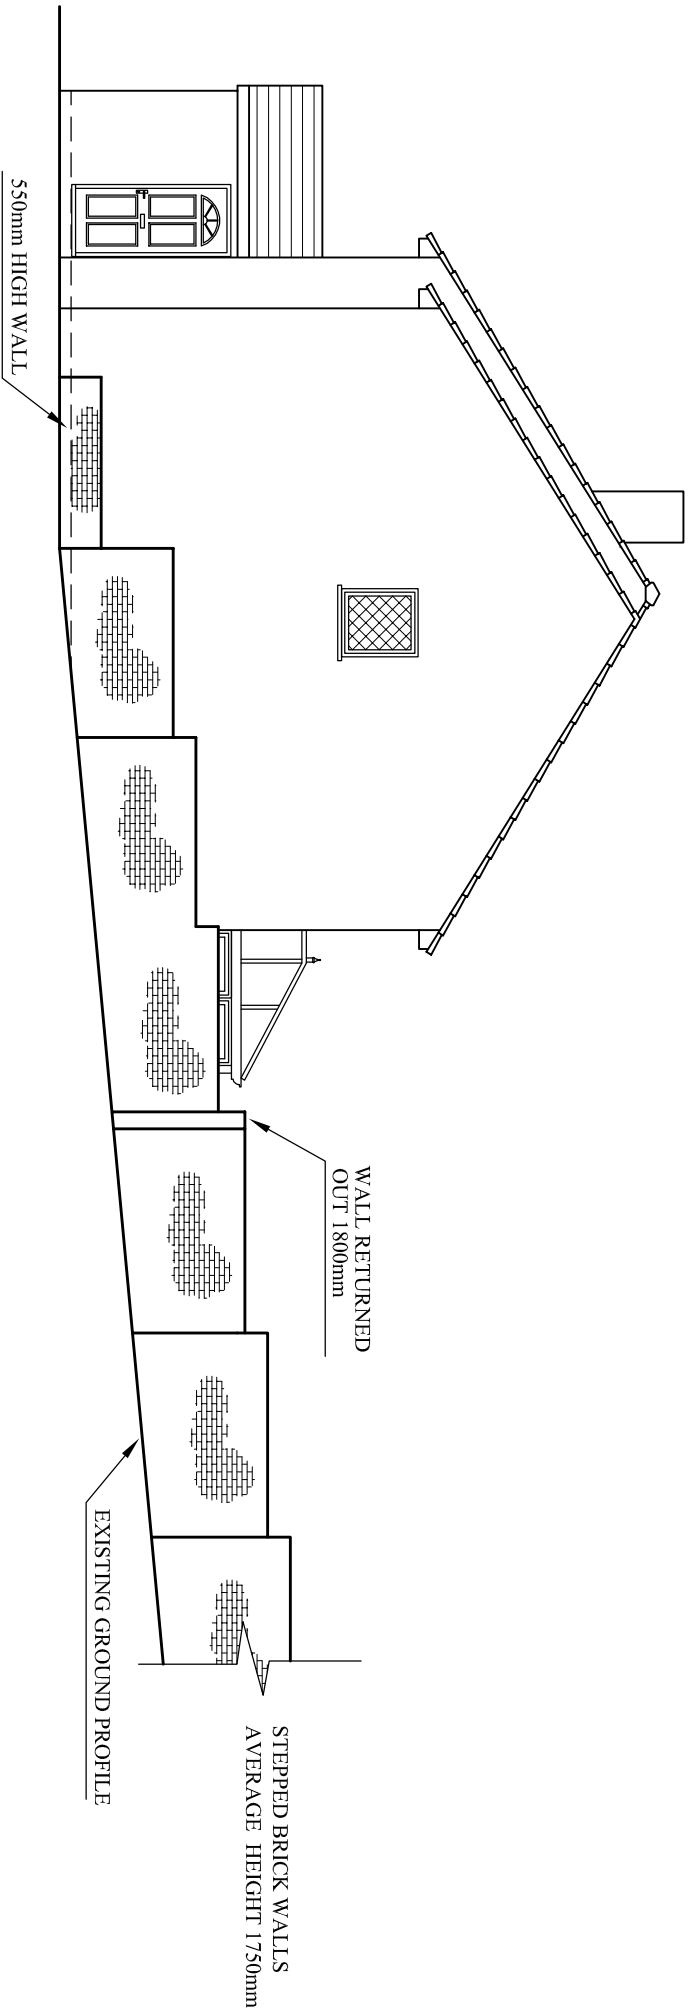 550mm HIGH WALL
WALL RETURNED
OUT 1800mm
EXISTING GROUND PROFILE
STEPPED BRICK WALLS
AVERAGE HEIGHT 1750mm